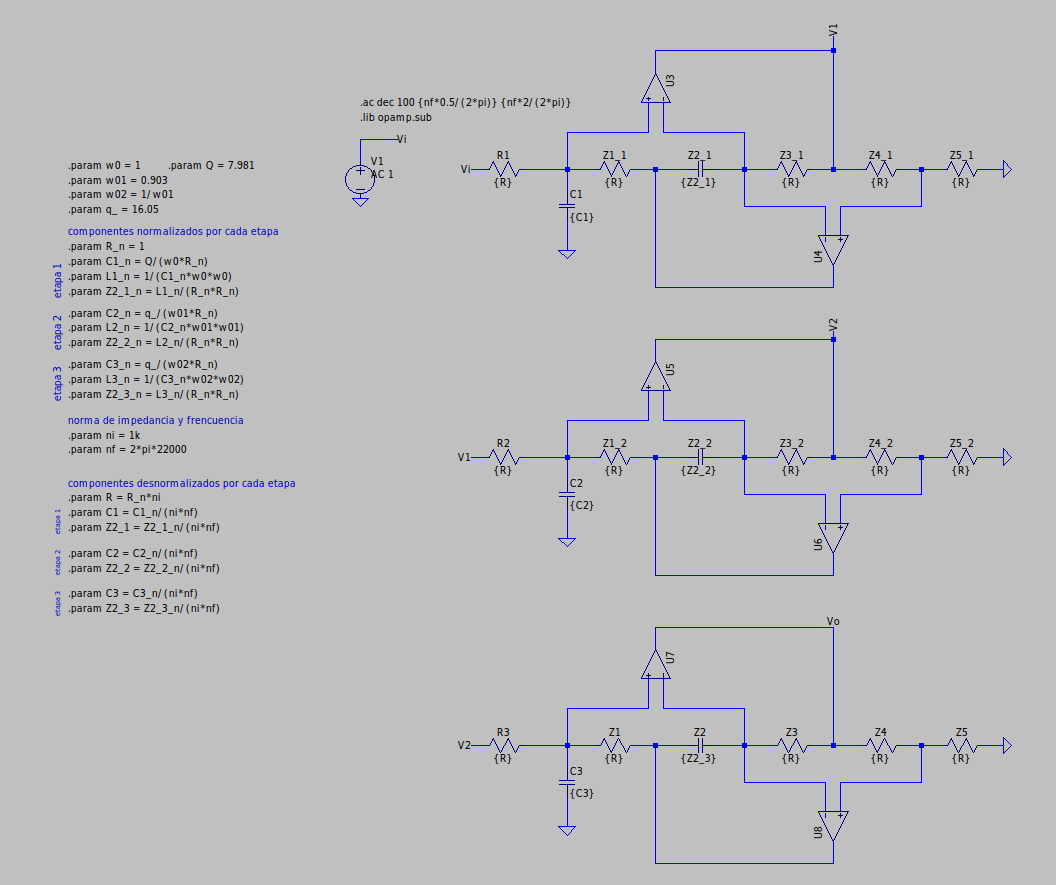 .ac dec 100 {nf*0.5/(2*pi)} {nf*2/(2*pi)}
.lib opamp.sub
Vi
V1
AC 1
.param w0 = 1 .param Q = 7.981
.param w01 = 0.903
.param w02 = 1/w01
.param q_ = 16.05
componentes normalizados por cada etapa
.param R_n = 1
etapa 1
.param C1_n = Q/(w0*R_n)
.param L1_n = 1/(C1_n*w0*w0)
.param Z2_1_n = L1_n/(R_n*R_n)
etapa 2
.param C2_n = q_/(w01*R_n)
.param L2_n = 1/(C2_n*w01*w01)
.param Z2_2_n = L2_n/(R_n*R_n)
etapa 3
.param C3_n = q_/(w02*R_n)
.param L3_n = 1/(C3_n*w02*w02)
.param Z2_3_n = L3_n/(R_n*R_n)
norma de impedancia y frencuencia
.param ni = 1k
.param nf = 2*pi*22000
componentes desnormalizados por cada etapa
.param R = R_n*ni
etapa 1
.param C1 = C1_n/(ni*nf)
.param Z2_1 = Z2_1_n/(ni*nf)
etapa 2
.param C2 = C2_n/(ni*nf)
.param Z2_2 = Z2_2_n/(ni*nf)
etapa 3
.param C3 = C3_n/(ni*nf)
.param Z2_3 = Z2_3_n/(ni*nf)
V1
U3
R1 Z1_1 Z2_1 Z3_1 Z4_1 Z5_1
Vi
{R} {R} {Z2_1} {R} {R} {R}
C1
{C1}
U4
V2
U5
R2 Z1_2 Z2_2 Z3_2 Z4_2 Z5_2
V1
{R} {R} {Z2_2} {R} {R} {R}
C2
{C2}
U6
Vo
U7
R3 Z1 Z2 Z3 Z4 Z5
V2
{R} {R} {Z2_3} {R} {R} {R}
C3
{C3}
U8